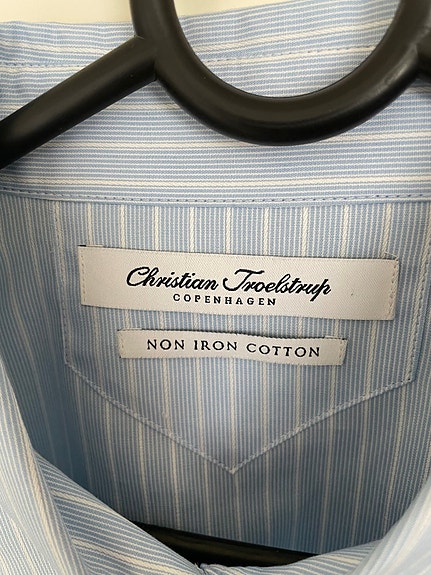 Christian Troelstrup
COPENHAGEN
NON IRON COTTON